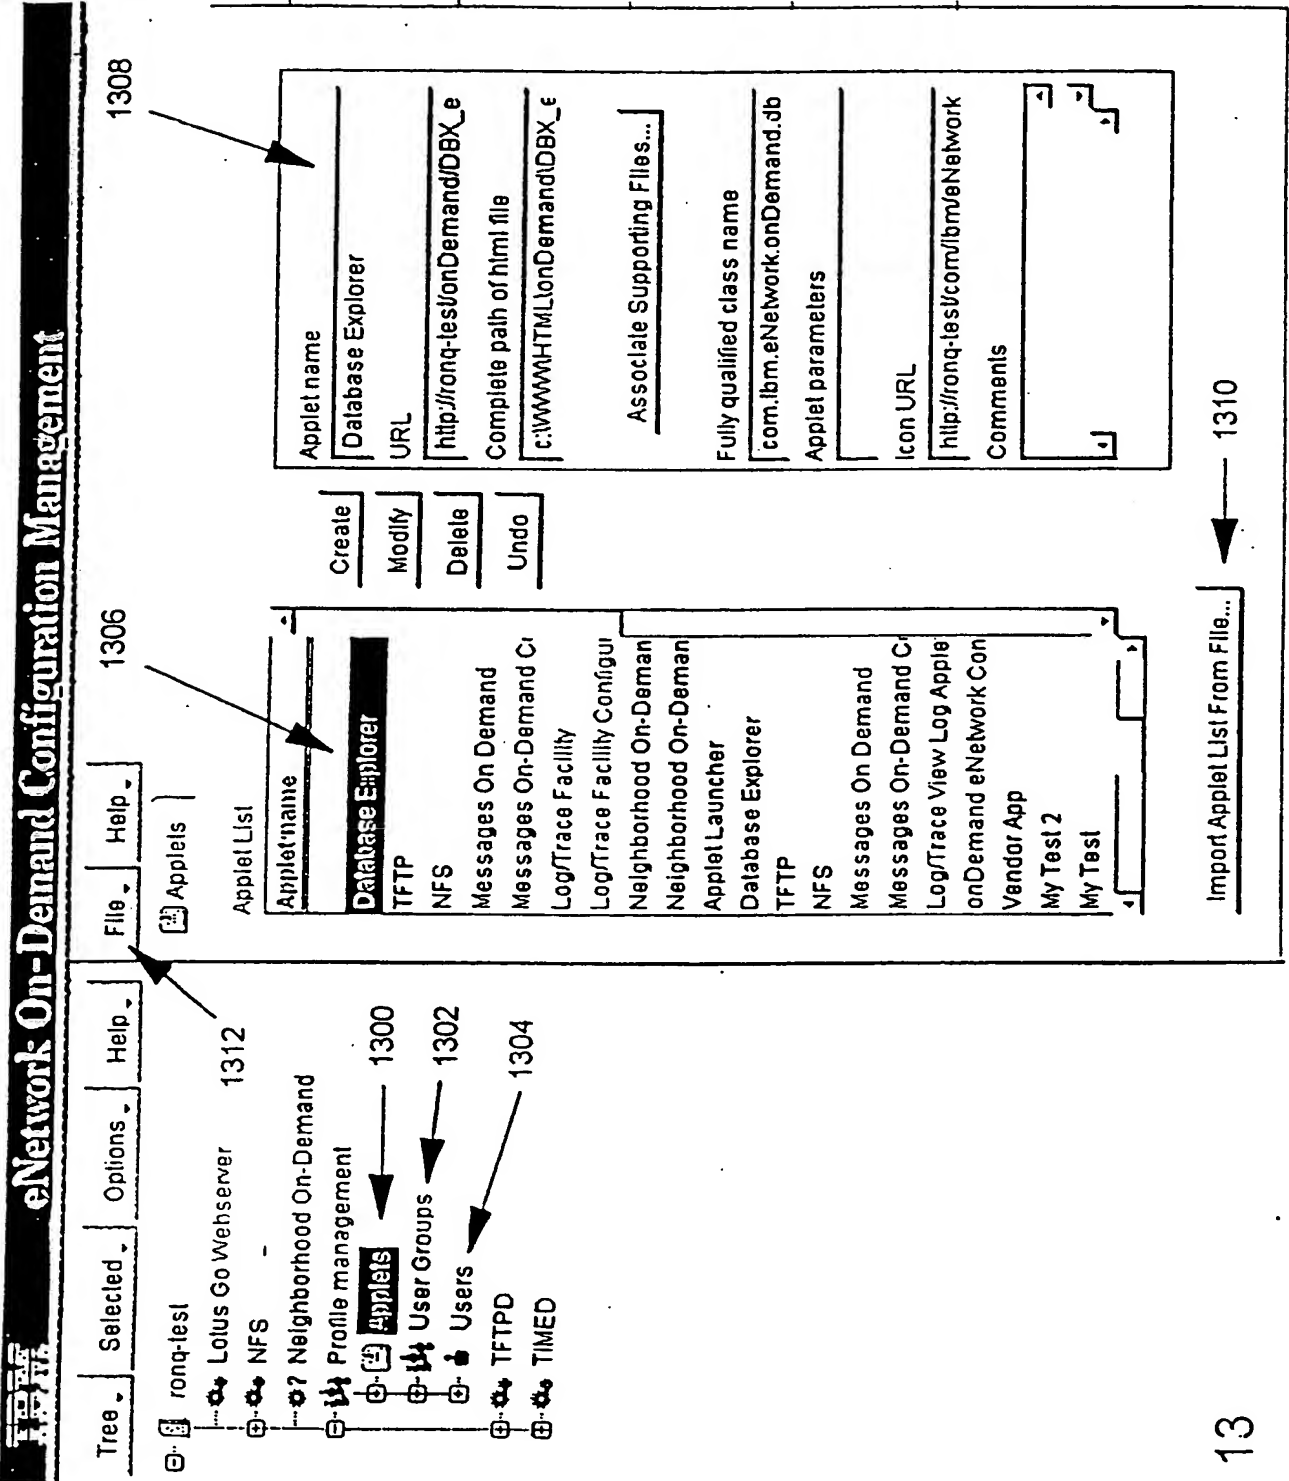 IBM eNetwork On-Demand Configuration Management
Tree Selected Options Help
File Help
1312
1306
1308
ronq-test
Lotus Go Webserver
NFS
? Neighborhood On-Demand
Profile management
Applets
User Groups
Users
TFTPD
TIMED
1300
1302
1304
Applets
Applet List
Applet name
Database Explorer
TFTP
NFS
Messages On Demand
Messages On-Demand Cr
Log/Trace Facility
Log/Trace Facility Configur
Neighborhood On-Deman
Neighborhood On-Deman
Applet Launcher
Database Explorer
TFTP
NFS
Messages On Demand
Messages On-Demand Cr
Log/Trace View Log Apple
onDemand eNetwork Con
Vendor App
My Test 2
My Test
Import Applet List From File...
1310
Create
Modify
Delete
Undo
Applet name
Database Explorer
URL
http://ronq-test/onDemand/DBX_e
Complete path of html file
c:\WWW\HTML\onDemand\DBX_e
Associate Supporting Files...
Fully qualified class name
com.ibm.eNetwork.onDemand.db
Applet parameters
Icon URL
http://ronq-test/com/ibm/eNetwork
Comments
13